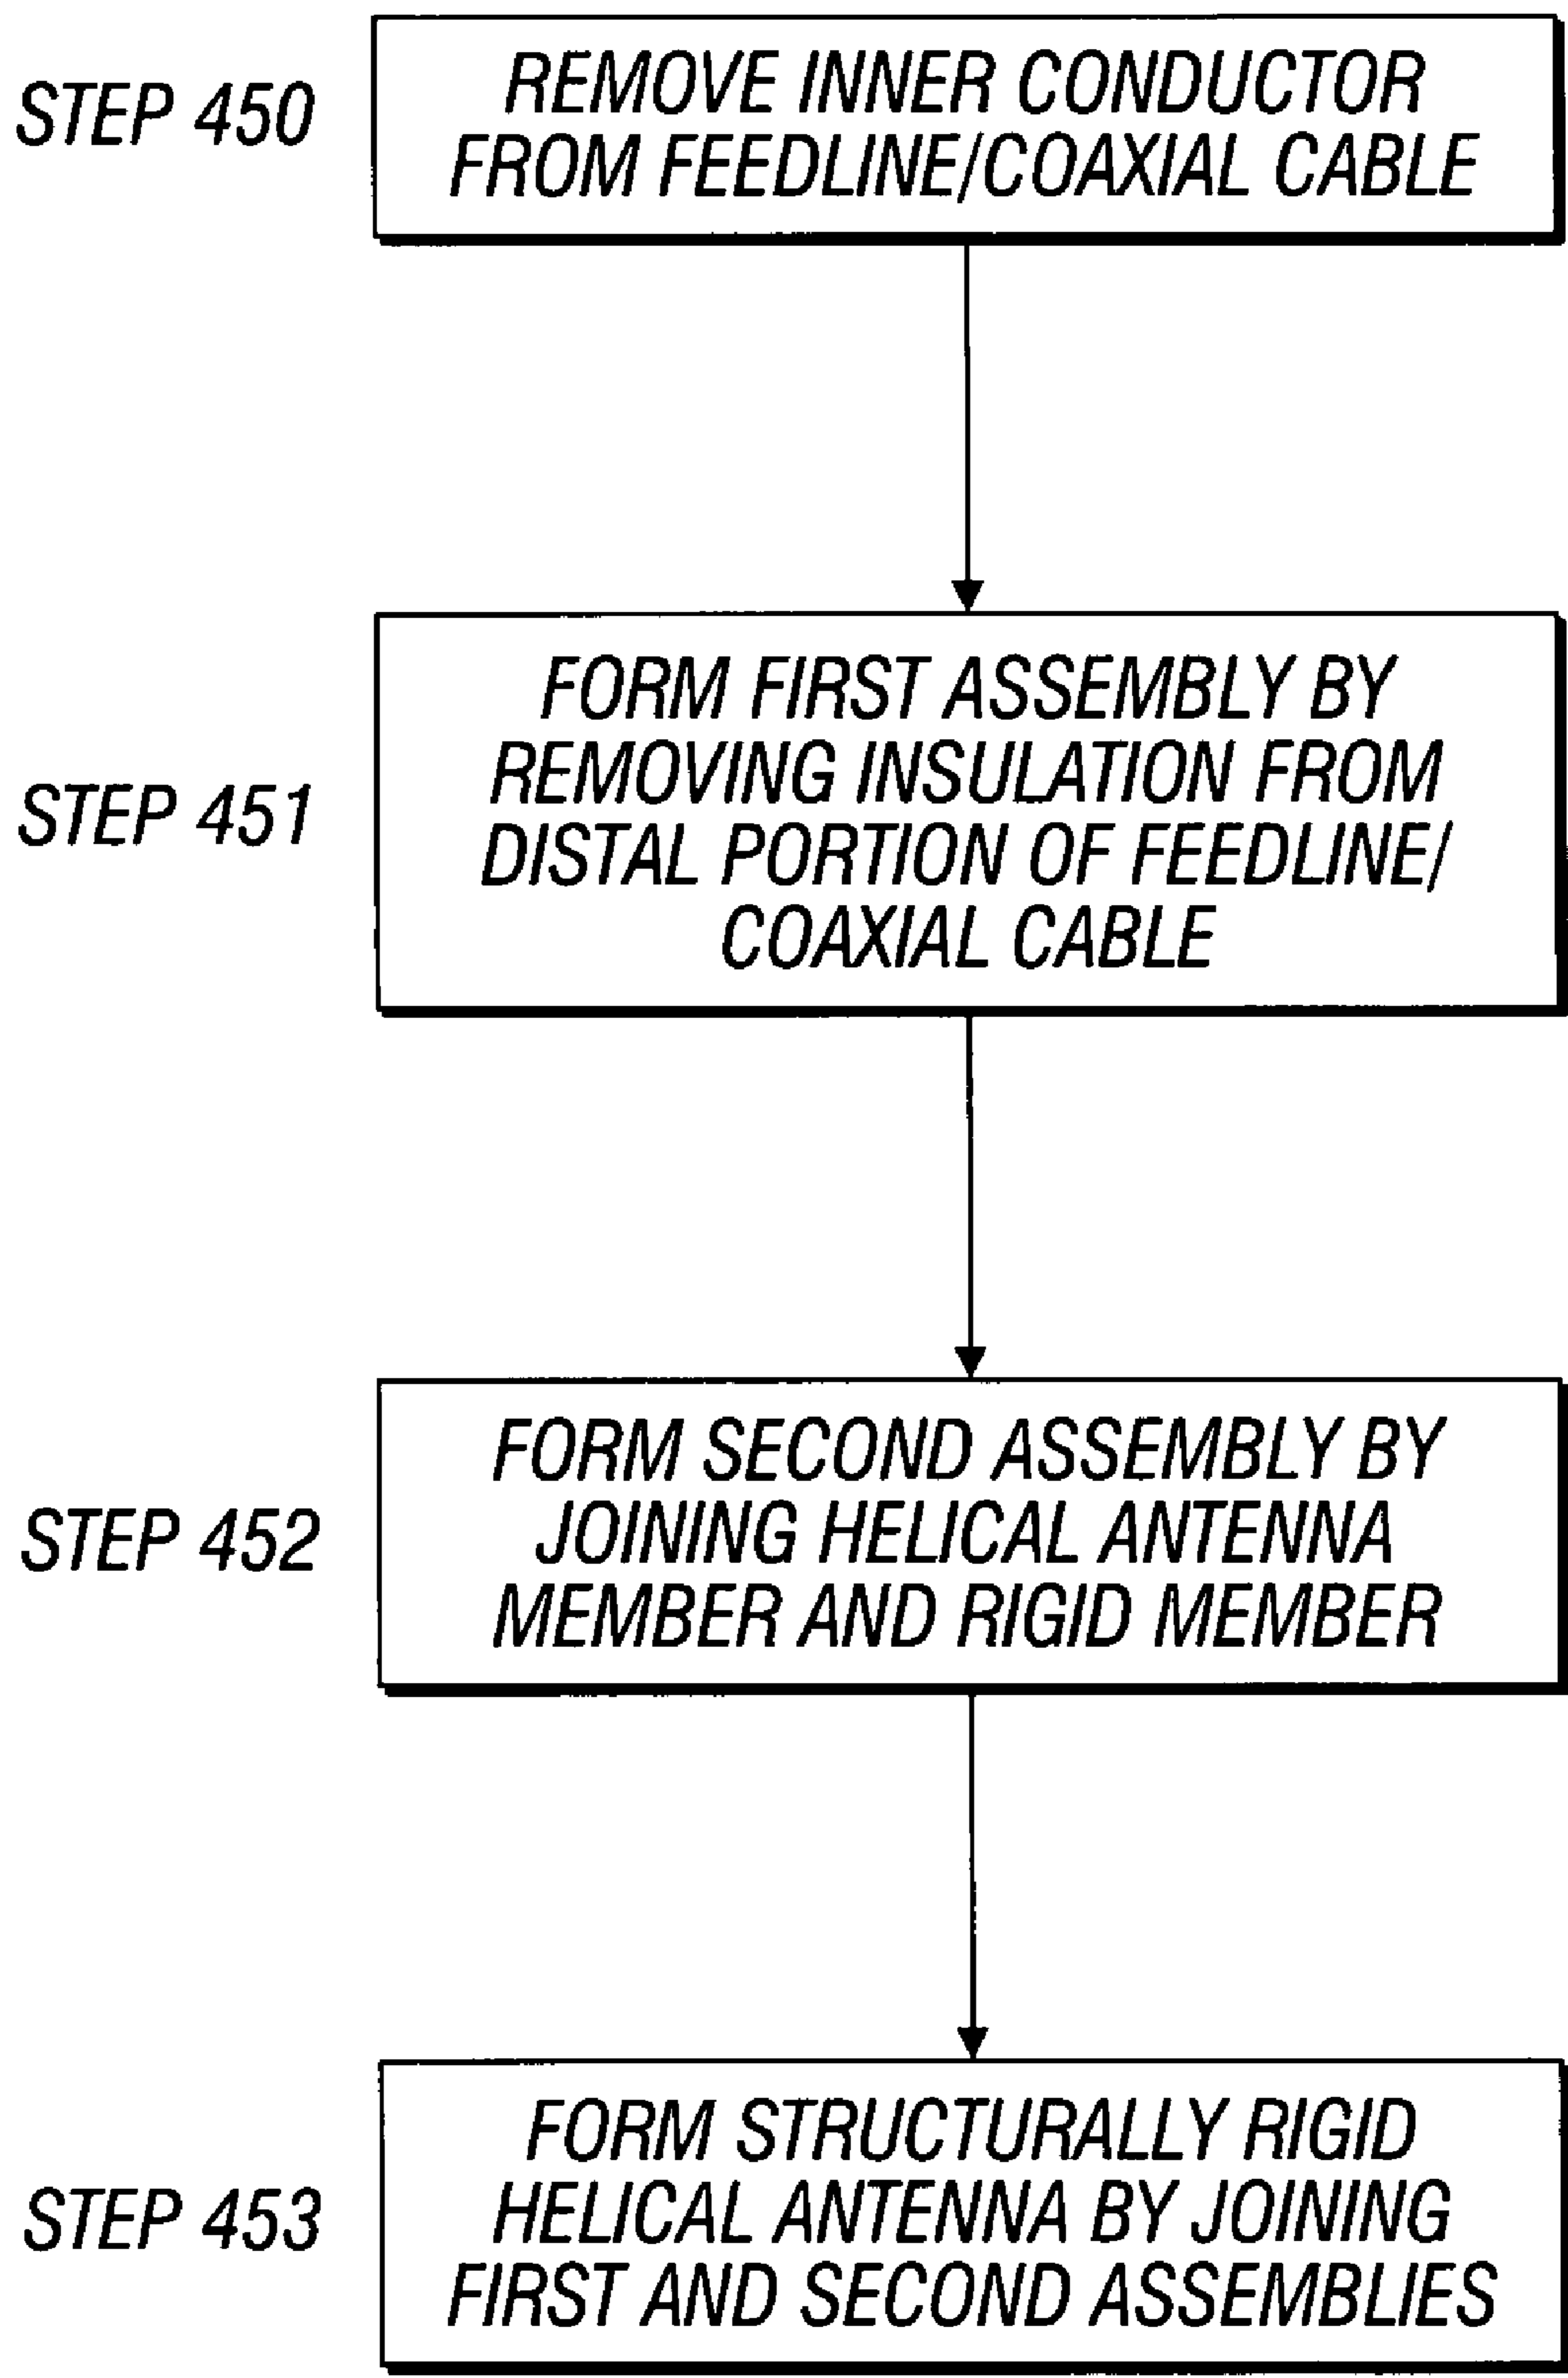 STEP 450
REMOVE INNER CONDUCTOR
FROM FEEDLINE/COAXIAL CABLE
STEP 451
FORM FIRST ASSEMBLY BY
REMOVING INSULATION FROM
DISTAL PORTION OF FEEDLINE/
COAXIAL CABLE
STEP 452
FORM SECOND ASSEMBLY BY
JOINING HELICAL ANTENNA
MEMBER AND RIGID MEMBER
STEP 453
FORM STRUCTURALLY RIGID
HELICAL ANTENNA BY JOINING
FIRST AND SECOND ASSEMBLIES